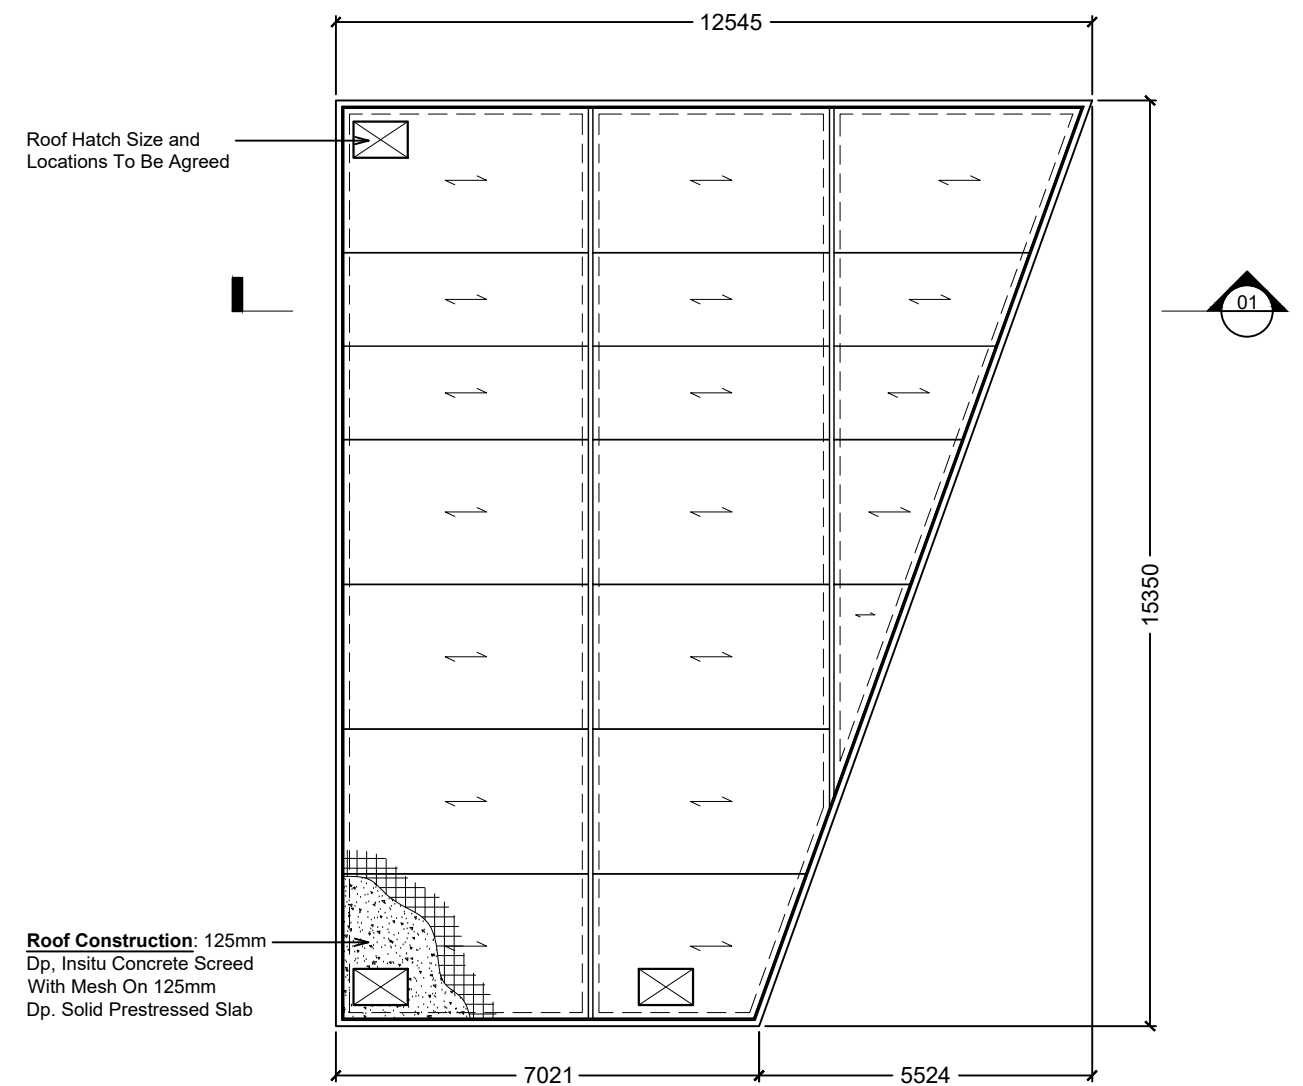 12545
Roof Hatch Size and
Locations To Be Agreed
01
15350
Roof Construction: 125mm
Dp, Insitu Concrete Screed
With Mesh On 125mm
Dp. Solid Prestressed Slab
7021
5524